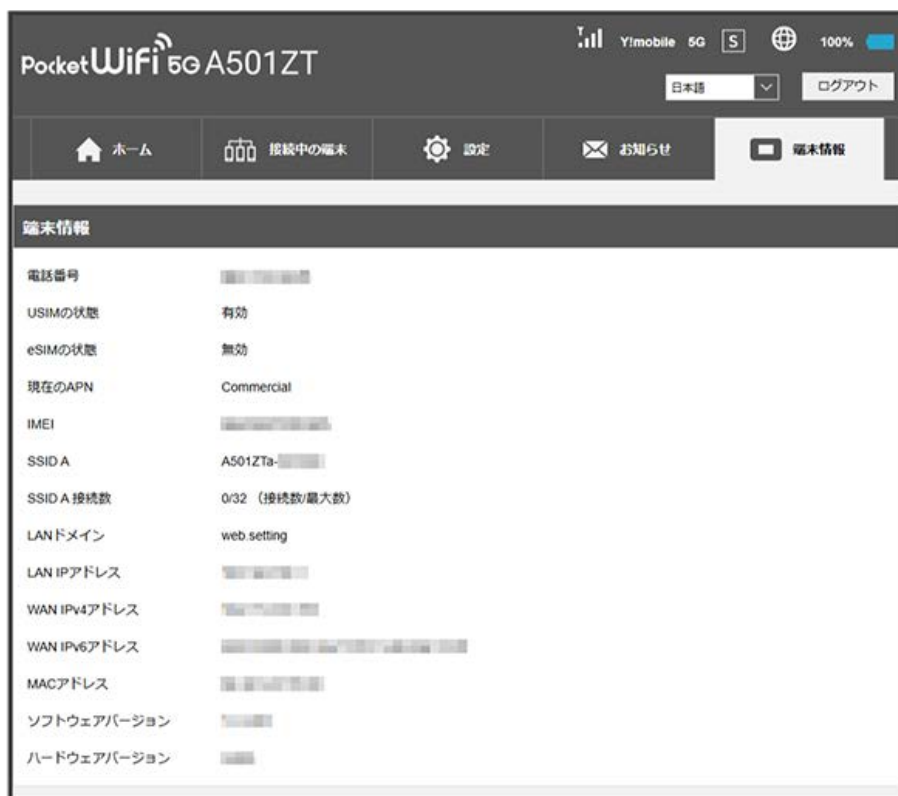 PocketWiFi 5G A501ZT
Y!mobile 5G S 100%
日本語 ログアウト
ホーム 接続中の端末 設定 お知らせ 端末情報
端末情報
電話番号
USIMの状態 有効
eSIMの状態 無効
現在のAPN Commercial
IMEI
SSID A A501ZTa-
SSID A 接続数 0/32 （接続数/最大数）
LANドメイン web.setting
LAN IPアドレス
WAN IPv4アドレス
WAN IPv6アドレス
MACアドレス
ソフトウェアバージョン
ハードウェアバージョン